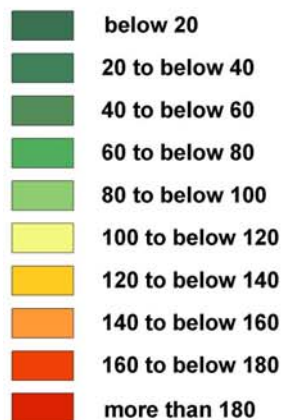 below 20
20 to below 40
40 to below 60
60 to below 80
80 to below 100
100 to below 120
120 to below 140
140 to below 160
160 to below 180
more than 180